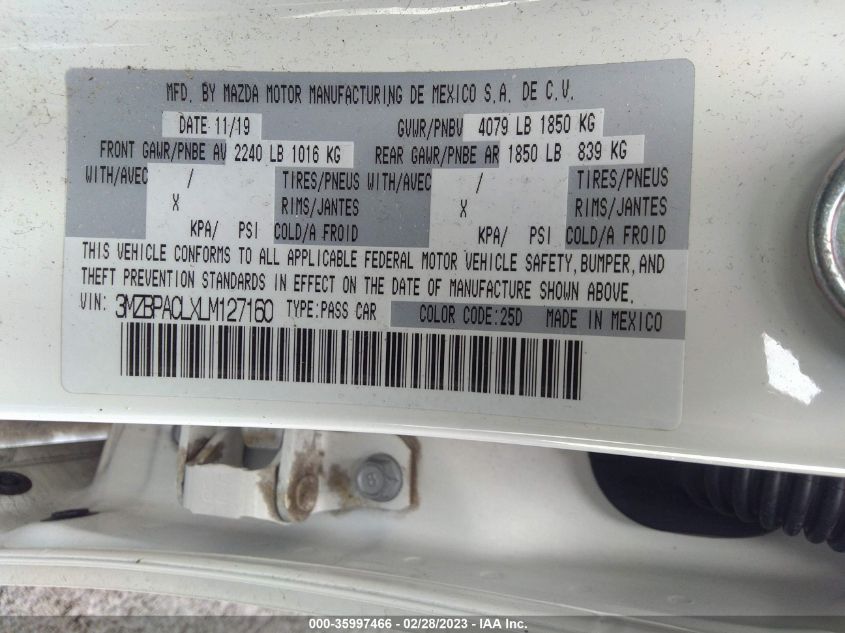 MFD. BY MAZDA MOTOR MANUFACTURING DE MEXICO S.A. DE C.V.
DATE 11/19 GVWR/PNBV 4079 LB 1850 KG
FRONT GAWR/PNBE AV 2240 LB 1016 KG REAR GAWR/PNBE AR 1850 LB 839 KG
WITH/AVEC / TIRES/PNEUS WITH/AVEC / TIRES/PNEUS
X RIMS/JANTES X RIMS/JANTES
KPA/ PSI COLD/A FROID KPA/ PSI COLD/A FROID
THIS VEHICLE CONFORMS TO ALL APPLICABLE FEDERAL MOTOR VEHICLE SAFETY, BUMPER, AND
THEFT PREVENTION STANDARDS IN EFFECT ON THE DATE OF MANUFACTURE SHOWN ABOVE.
VIN: 3MZBPACLXLM127160 TYPE:PASS CAR COLOR CODE:25D MADE IN MEXICO
000-35997466 - 02/28/2023 - IAA Inc.